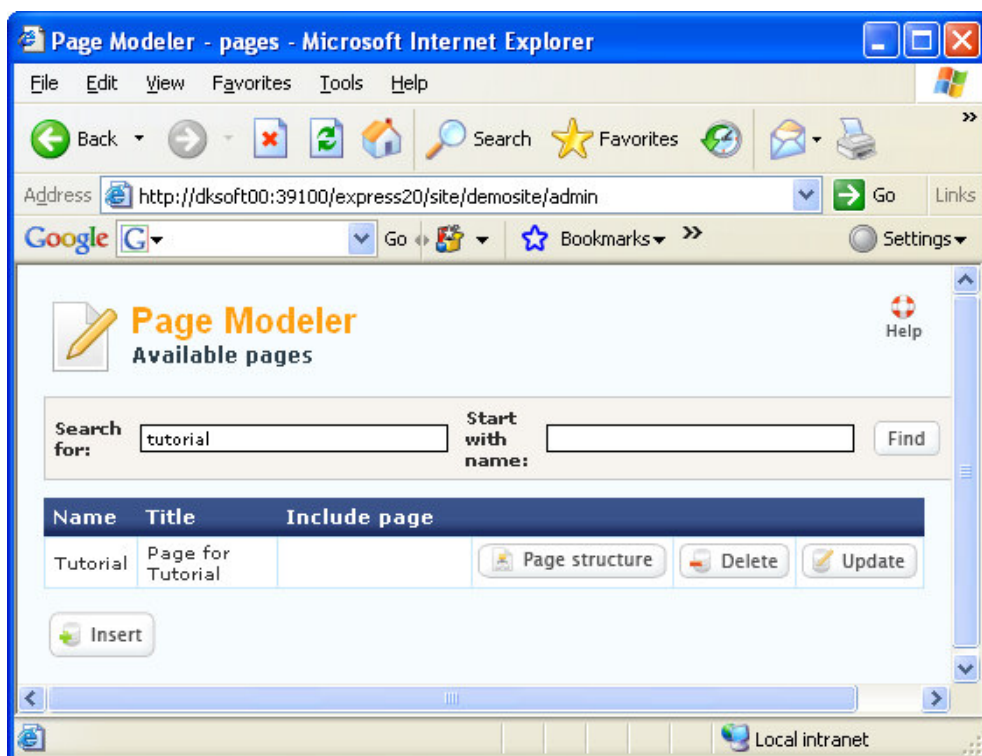 Page Modeler - pages - Microsoft Internet Explorer
File Edit View Favorites Tools Help
Back Search Favorites »
Address http://dksoft00:39100/express20/site/demosite/admin Go Links
Google G Go Bookmarks » Settings
Page Modeler
Available pages
Help
Search for: tutorial Start with name: Find
Name Title Include page
Tutorial Page for Tutorial Page structure Delete Update
Insert
Local intranet